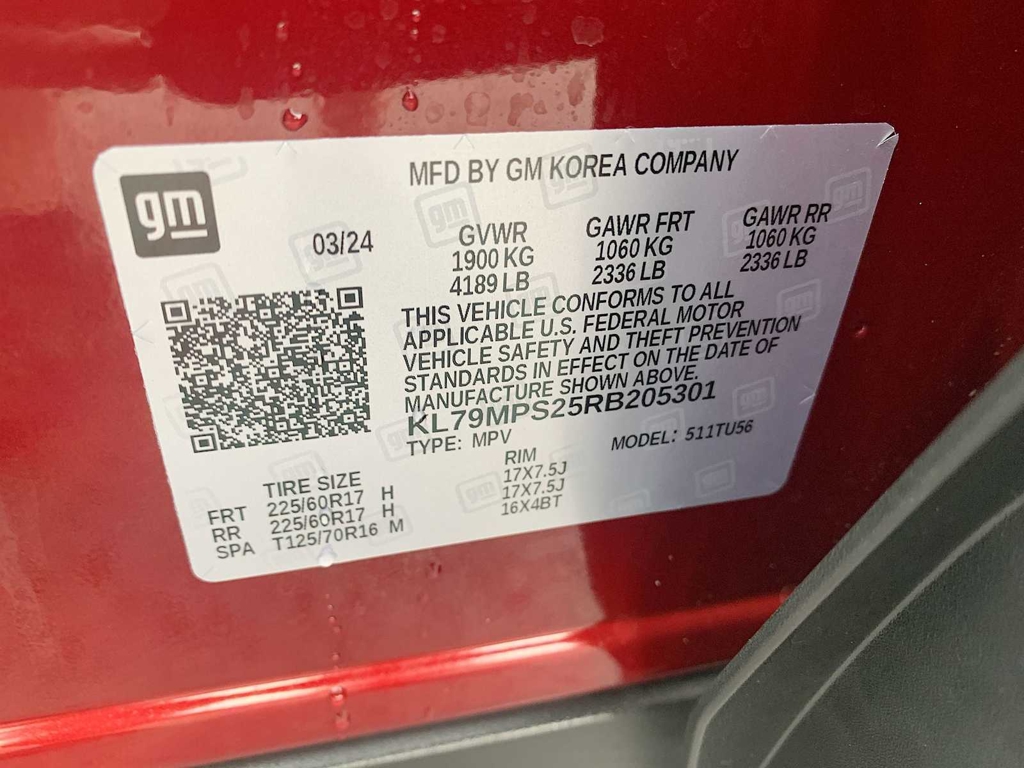 gm
MFD BY GM KOREA COMPANY
03/24
GVWR
1900 KG
4189 LB
GAWR FRT
1060 KG
2336 LB
GAWR RR
1060 KG
2336 LB
THIS VEHICLE CONFORMS TO ALL
APPLICABLE U.S. FEDERAL MOTOR
VEHICLE SAFETY AND THEFT PREVENTION
STANDARDS IN EFFECT ON THE DATE OF
MANUFACTURE SHOWN ABOVE.
KL79MPS25RB205301
TYPE: MPV
MODEL: 511TU56
TIRE SIZE RIM
FRT 225/60R17 H 17X7.5J
RR 225/60R17 H 17X7.5J
SPA T125/70R16 M 16X4BT